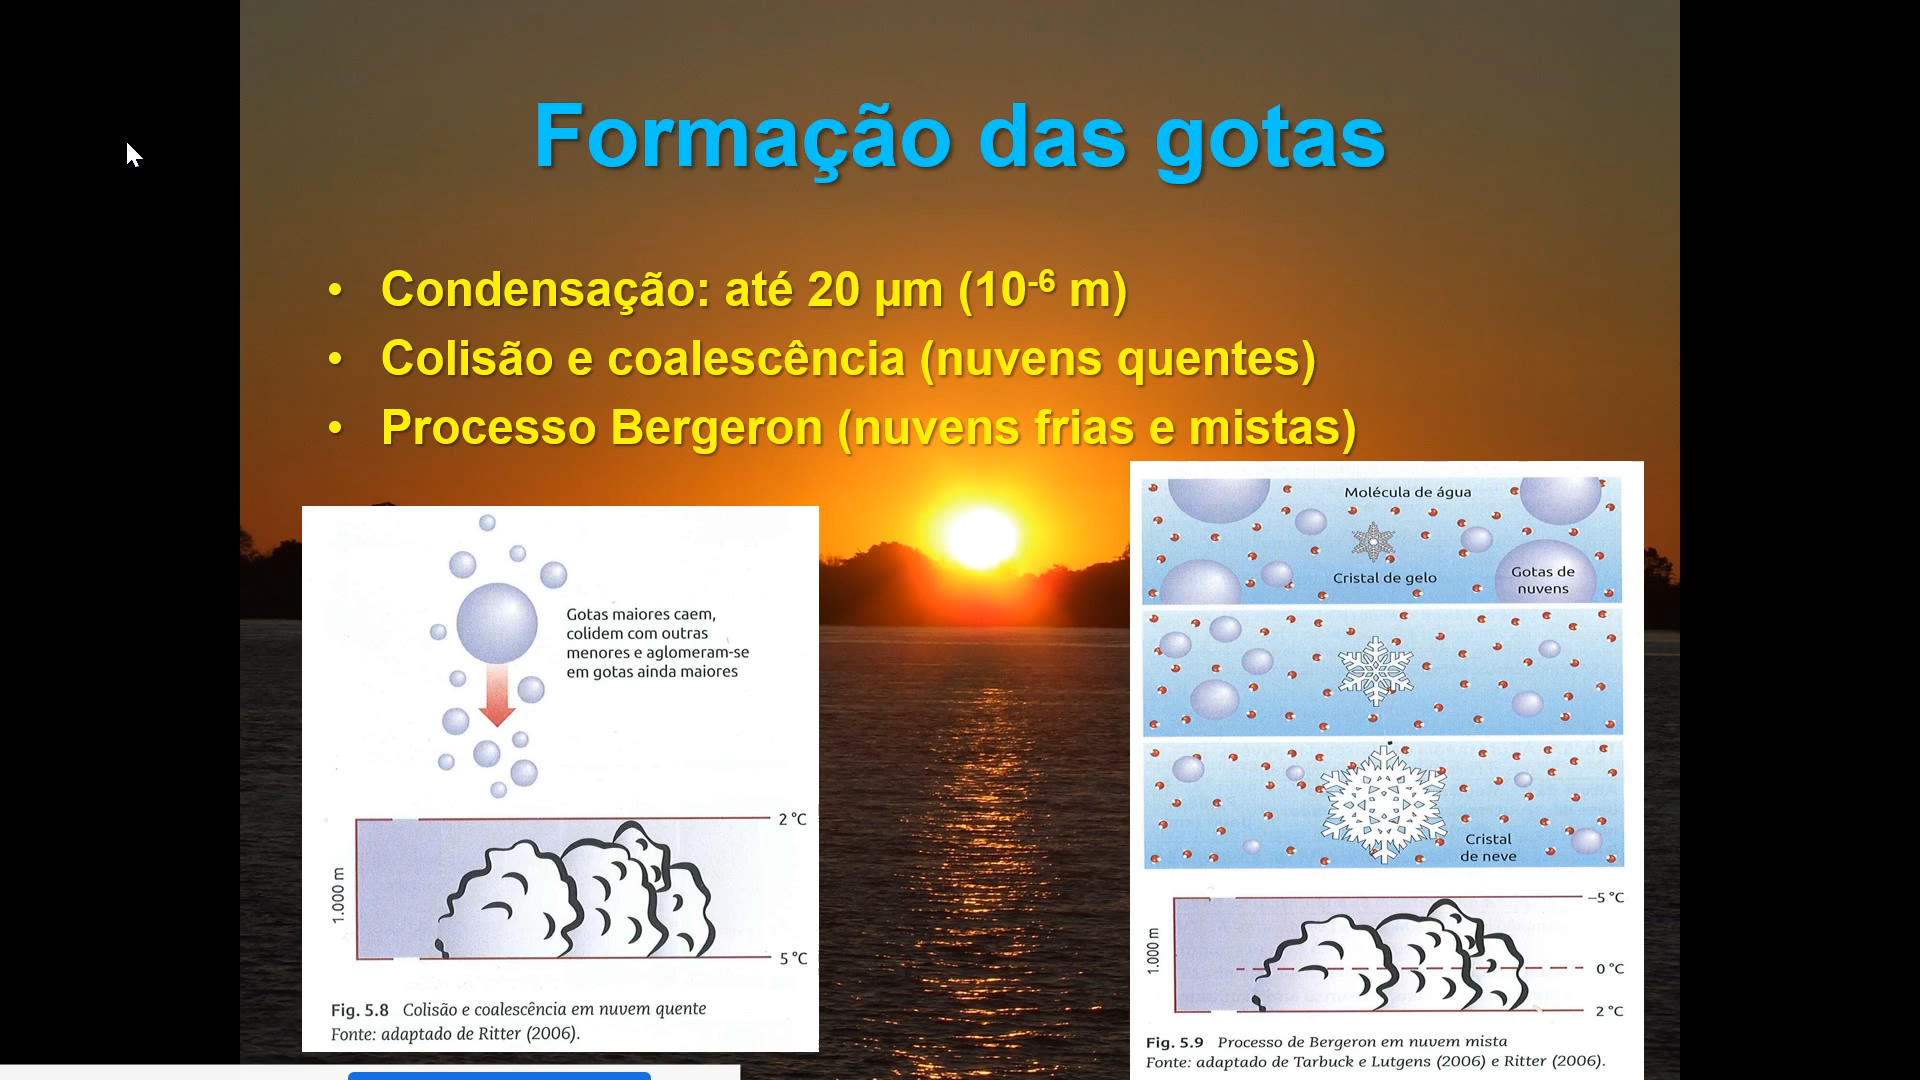 Formação das gotas
• Condensação: até 20 µm (10⁻⁶ m)
• Colisão e coalescência (nuvens quentes)
• Processo Bergeron (nuvens frias e mistas)
Gotas maiores caem,
colidem com outras
menores e aglomeram-se
em gotas ainda maiores
2 °C
1.000 m
5 °C
Fig. 5.8 Colisão e coalescência em nuvem quente
Fonte: adaptado de Ritter (2006).
Molécula de água
Cristal de gelo
Gotas de
nuvens
Cristal
de neve
–5 °C
1.000 m
0 °C
2 °C
Fig. 5.9 Processo de Bergeron em nuvem mista
Fonte: adaptado de Tarbuck e Lutgens (2006) e Ritter (2006).